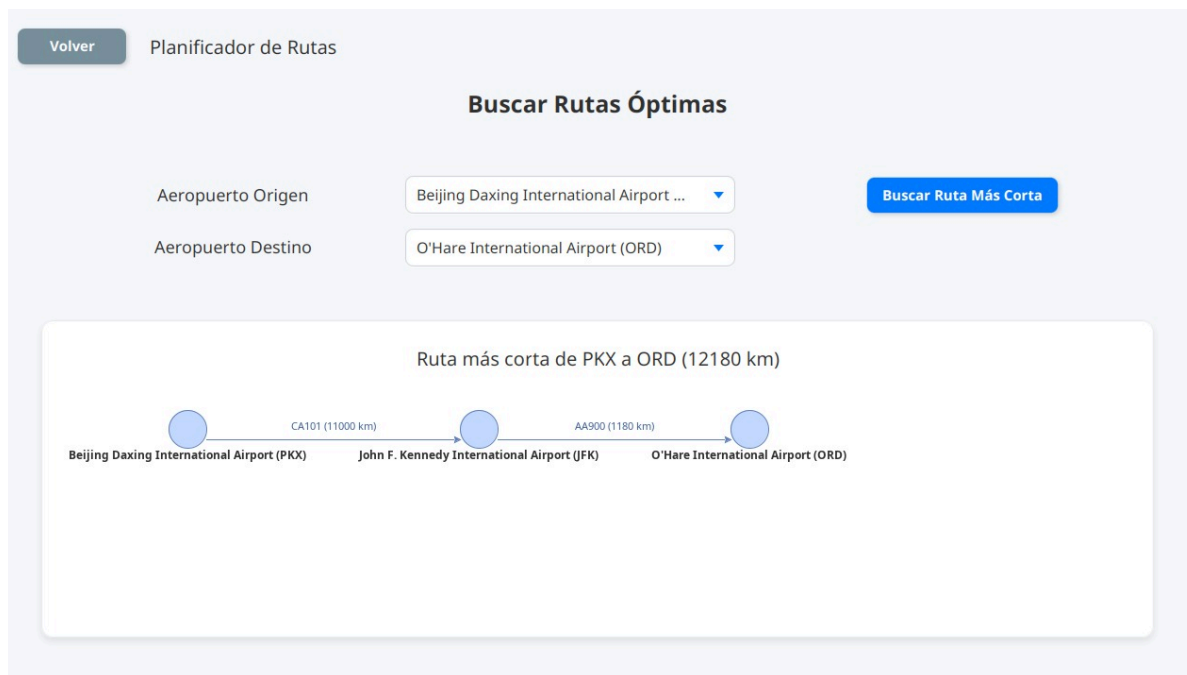 Volver Planificador de Rutas
Buscar Rutas Óptimas
Aeropuerto Origen Beijing Daxing International Airport ... Buscar Ruta Más Corta
Aeropuerto Destino O'Hare International Airport (ORD)
Ruta más corta de PKX a ORD (12180 km)
CA101 (11000 km) AA900 (1180 km)
Beijing Daxing International Airport (PKX) John F. Kennedy International Airport (JFK) O'Hare International Airport (ORD)